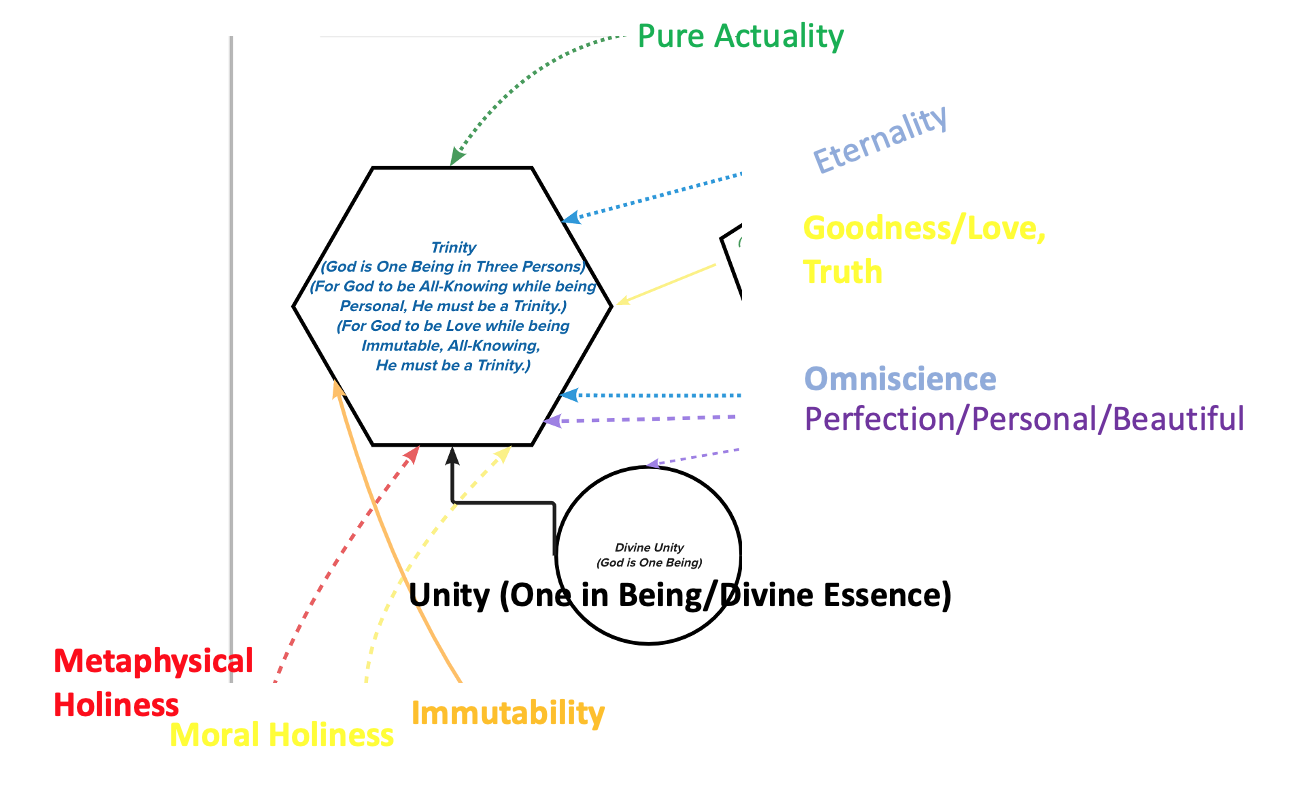 Pure Actuality
Eternality
Goodness/Love,
Truth
Trinity
(God is One Being in Three Persons)
(For God to be All-Knowing while being
Personal, He must be a Trinity.)
(For God to be Love while being
Immutable, All-Knowing,
He must be a Trinity.)
Omniscience
Perfection/Personal/Beautiful
Divine Unity
(God is One Being)
Unity (One in Being/Divine Essence)
Metaphysical
Holiness
Moral Holiness
Immutability